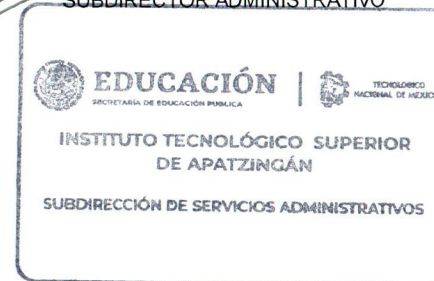 SUBDIRECTOR ADMINISTRATIVO
EDUCACIÓN
SECRETARÍA DE EDUCACIÓN PÚBLICA
TECNOLÓGICO
NACIONAL DE MÉXICO
INSTITUTO TECNOLÓGICO SUPERIOR
DE APATZINGÁN
SUBDIRECCIÓN DE SERVICIOS ADMINISTRATIVOS